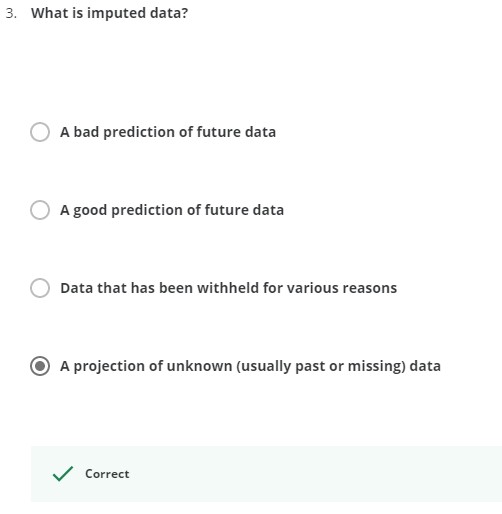 3. What is imputed data?
A bad prediction of future data
A good prediction of future data
Data that has been withheld for various reasons
A projection of unknown (usually past or missing) data
Correct